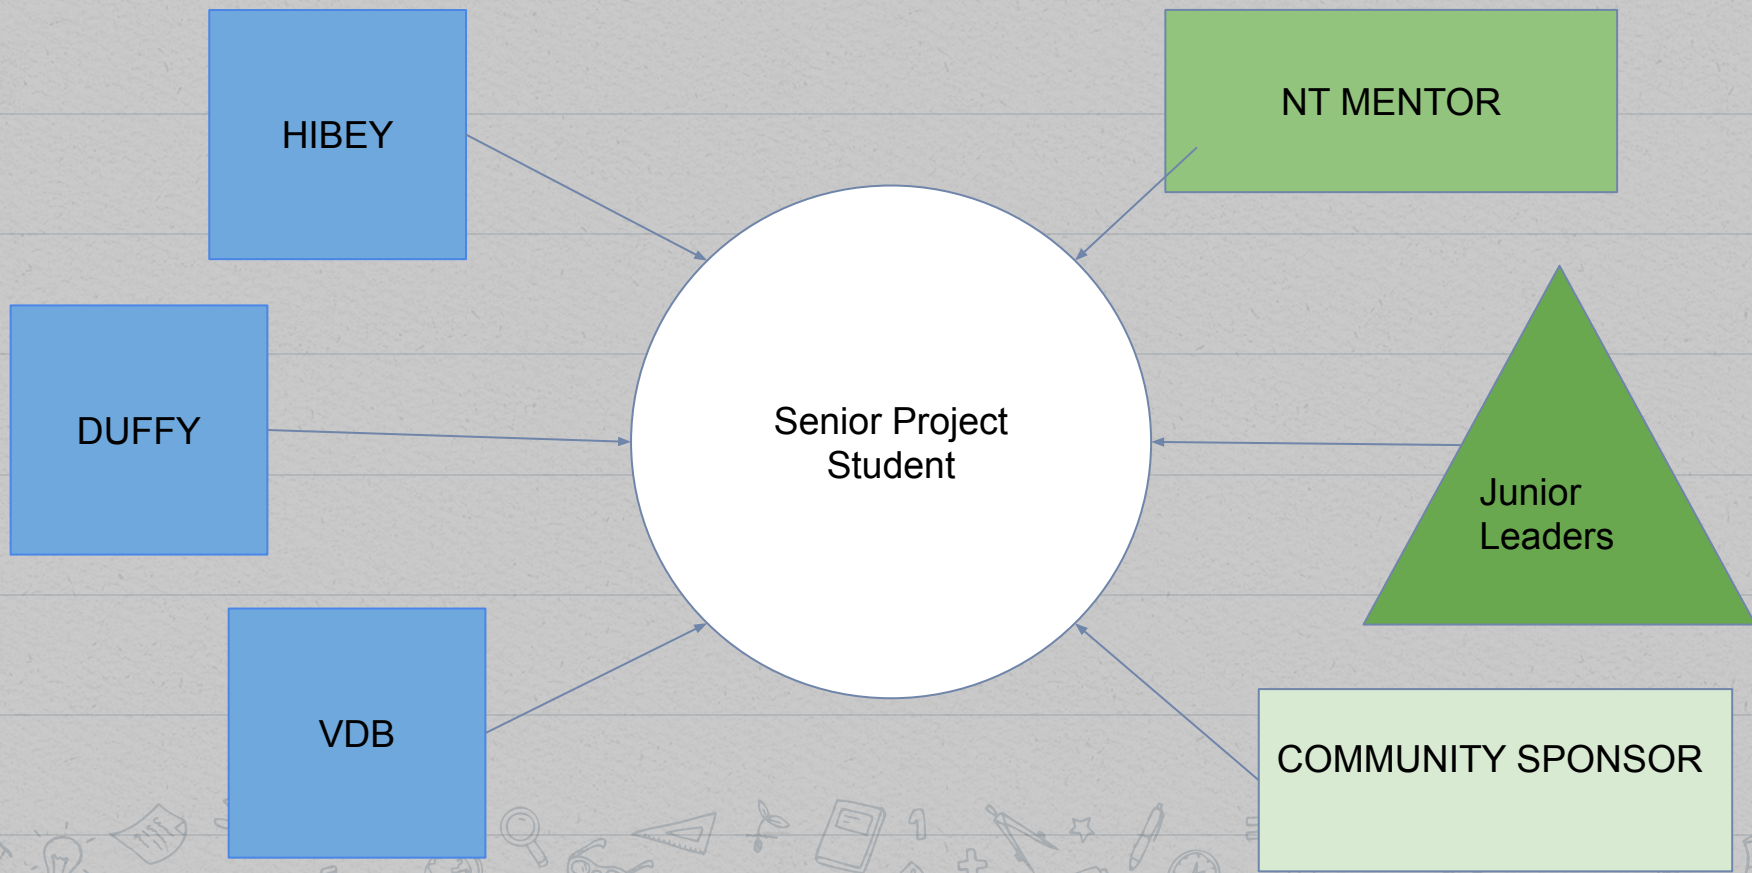 HIBEY
NT MENTOR
DUFFY
Senior Project
Student
Junior
Leaders
VDB
COMMUNITY SPONSOR